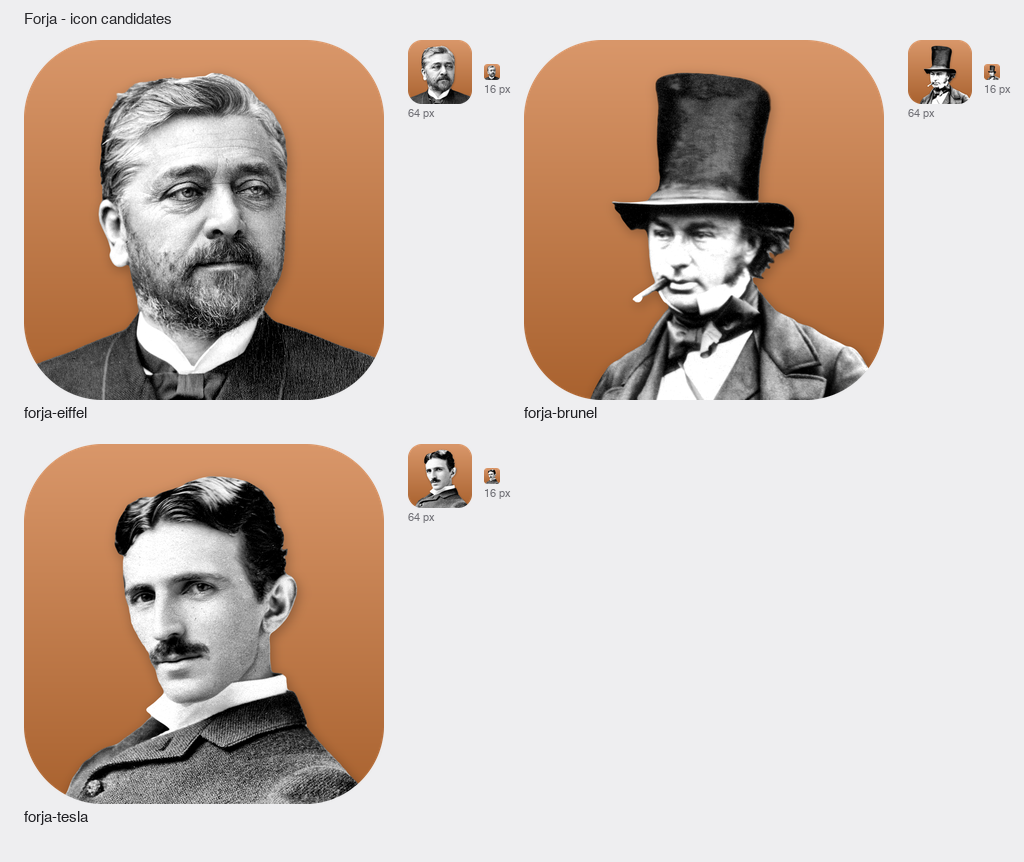 Forja - icon candidates
16 px
64 px
16 px
64 px
forja-eiffel
forja-brunel
16 px
64 px
forja-tesla